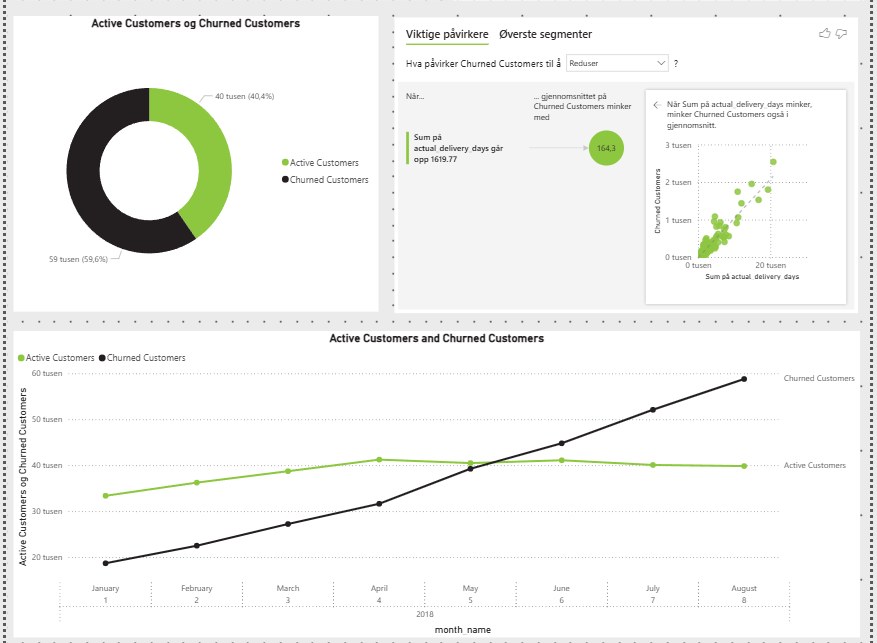 Active Customers og Churned Customers
40 tusen (40,4%)
Active Customers
Churned Customers
59 tusen (59,6%)
Viktige påvirkere Øverste segmenter
Hva påvirker Churned Customers til å Reduser ?
Når...
... gjennomsnittet på
Churned Customers minker
med
Sum på
actual_delivery_days går
opp 1619.77
164,3
Når Sum på actual_delivery_days minker,
minker Churned Customers også i
gjennomsnitt.
3 tusen
2 tusen
1 tusen
0 tusen
Churned Customers
0 tusen 20 tusen
Sum på actual_delivery_days
Active Customers and Churned Customers
Active Customers Churned Customers
Active Customers og Churned Customers
60 tusen
50 tusen
40 tusen
30 tusen
20 tusen
Churned Customers
Active Customers
January February March April May June July August
1 2 3 4 5 6 7 8
2018
month_name